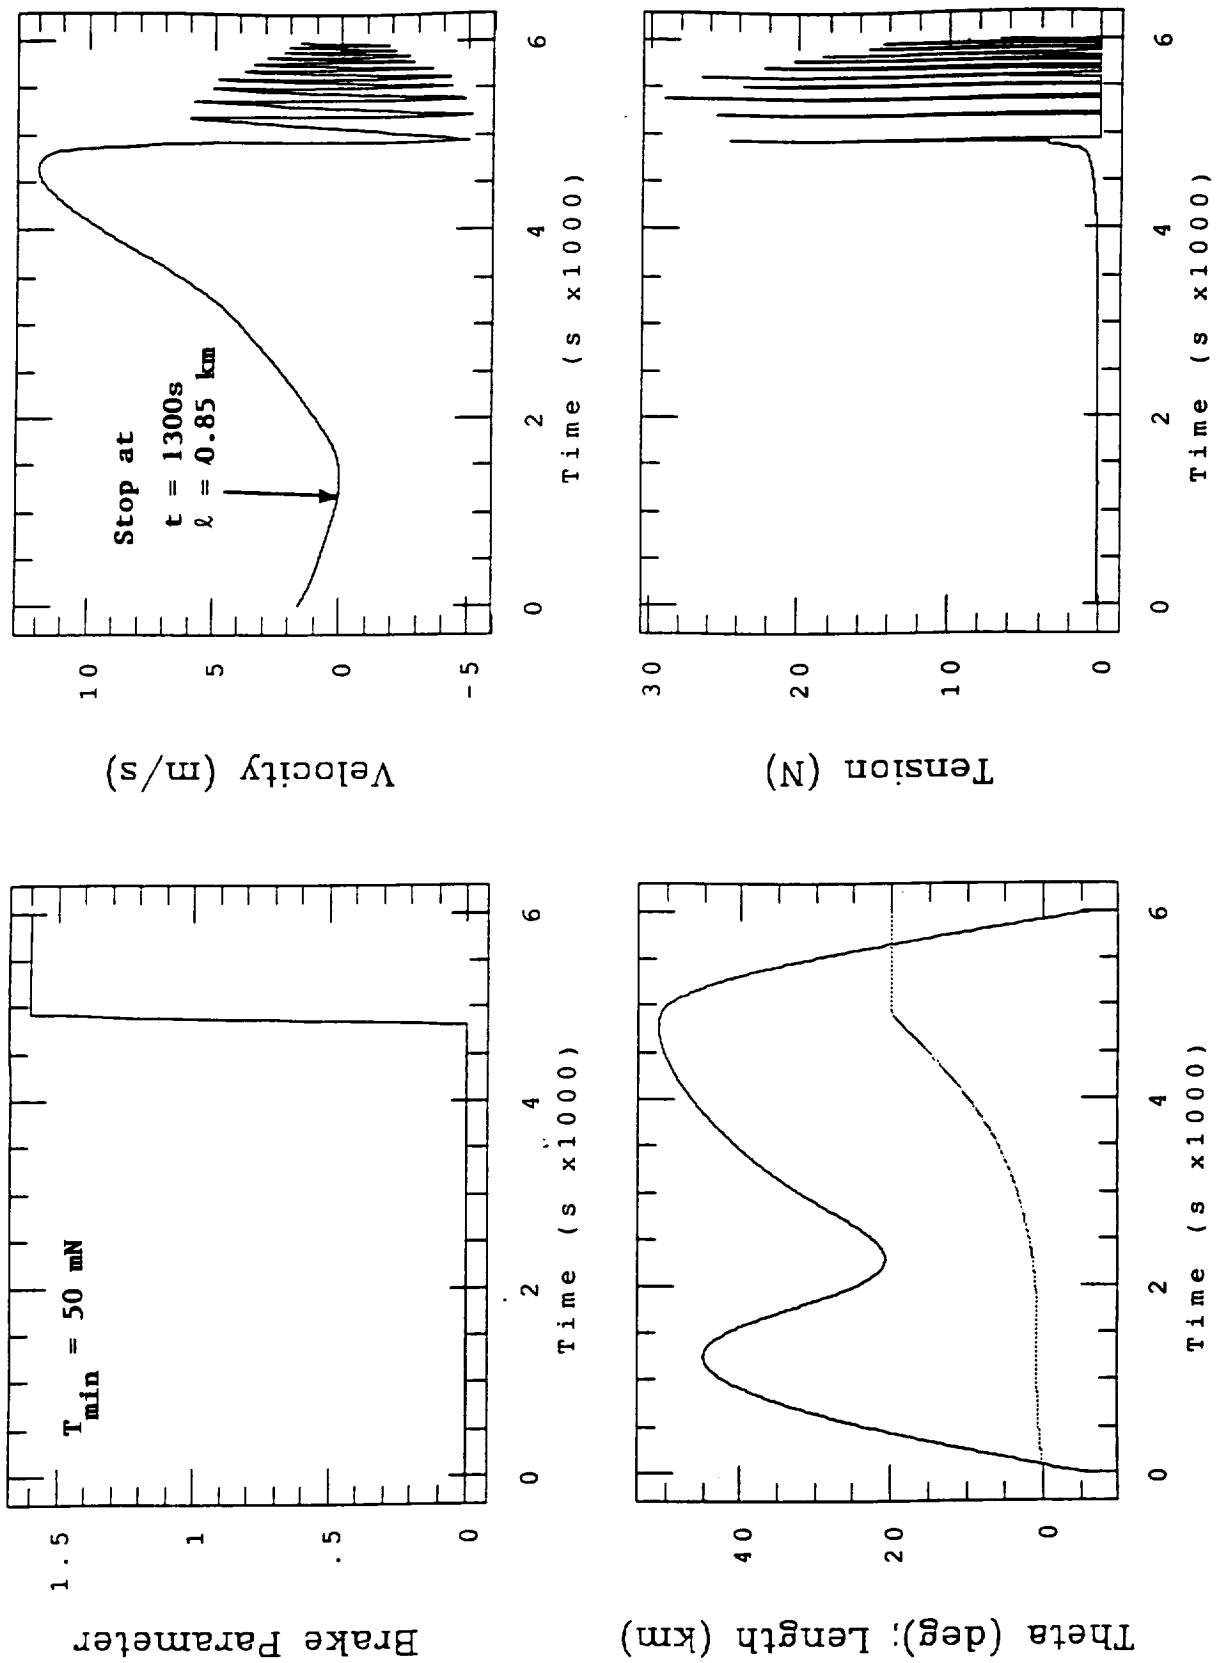 Brake Parameter
1.5
1
.5
0
T_min = 50 mN
0 2 4 6
Time (s x1000)
Velocity (m/s)
10
5
0
-5
Stop at
t = 1300s
ℓ = 0.85 km
0 2 4 6
Time (s x1000)
Theta (deg); Length (km)
40
20
0
0 2 4 6
Time (s x1000)
Tension (N)
30
20
10
0
0 2 4 6
Time (s x1000)